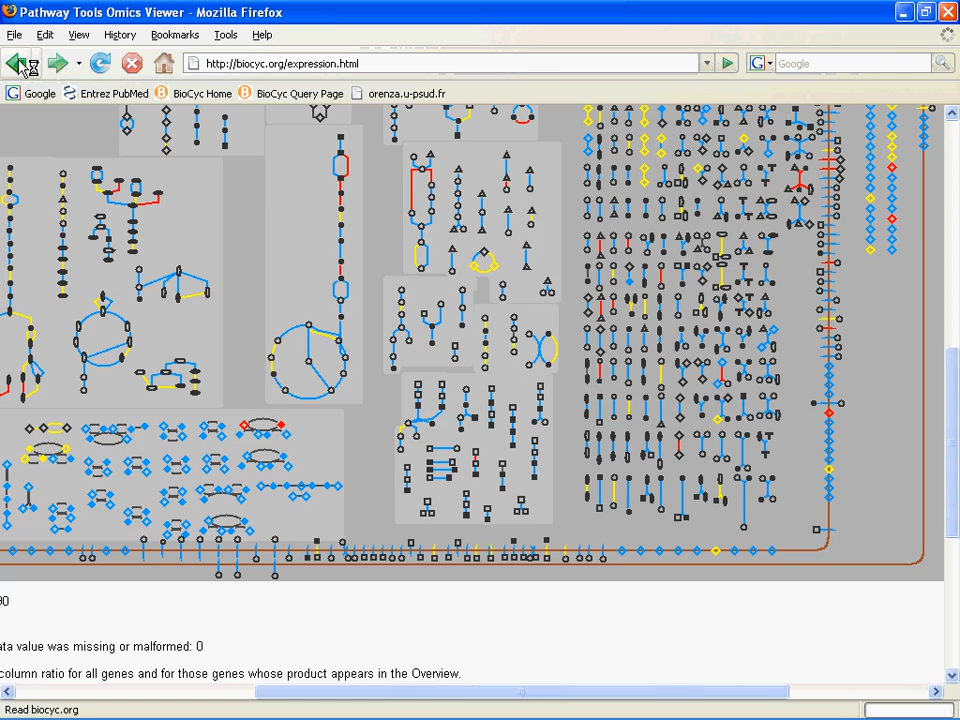 Pathway Tools Omics Viewer - Mozilla Firefox
File Edit View History Bookmarks Tools Help
http://biocyc.org/expression.html
Google
Google Entrez PubMed BioCyc Home BioCyc Query Page orenza.u-psud.fr
90
ata value was missing or malformed: 0
column ratio for all genes and for those genes whose product appears in the Overview.
Read biocyc.org